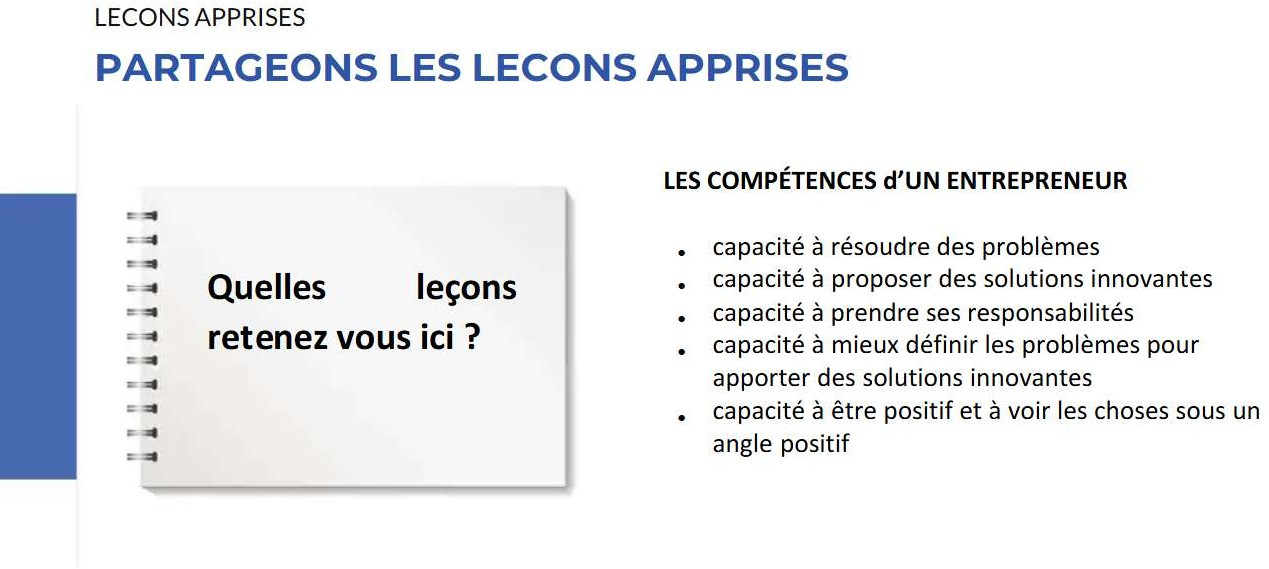 LECONS APPRISES
PARTAGEONS LES LECONS APPRISES
Quelles leçons
retenez vous ici ?
LES COMPÉTENCES d’UN ENTREPRENEUR
• capacité à résoudre des problèmes
• capacité à proposer des solutions innovantes
• capacité à prendre ses responsabilités
• capacité à mieux définir les problèmes pour
apporter des solutions innovantes
• capacité à être positif et à voir les choses sous un
angle positif